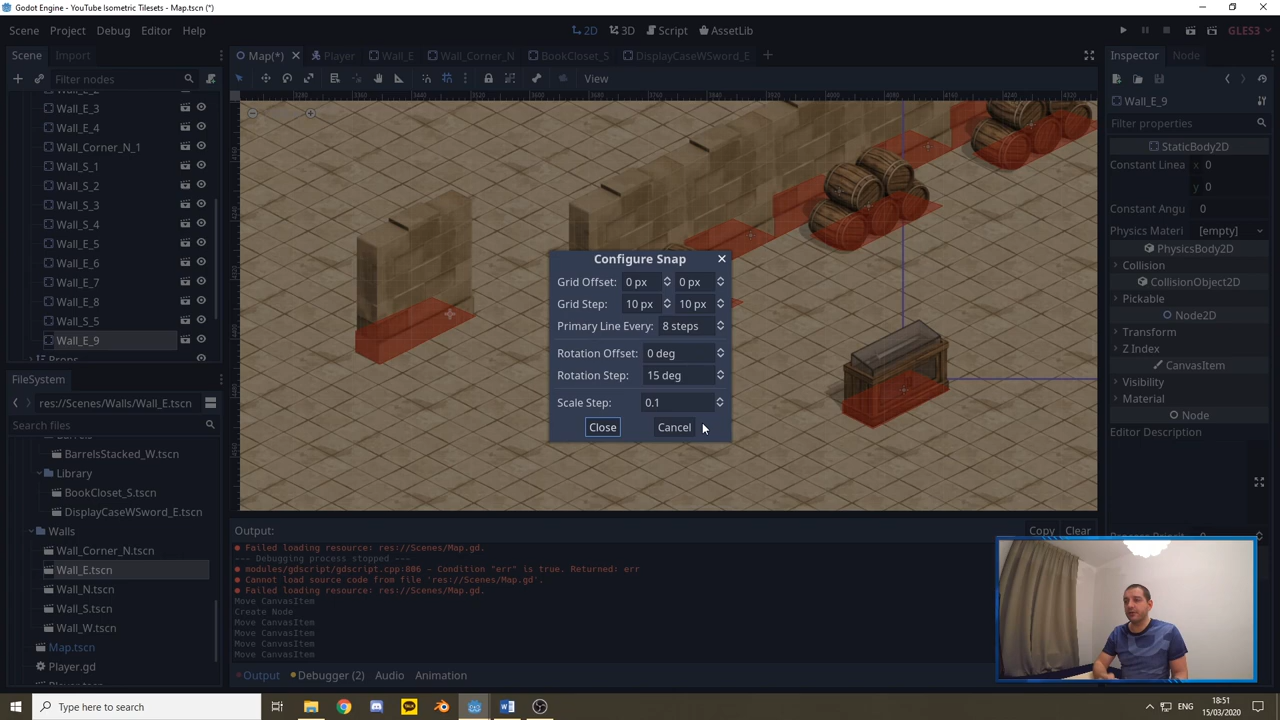 Godot Engine - YouTube Isometric Tilesets - Map.tscn (*)
Scene Project Debug Editor Help
2D 3D Script AssetLib
GLES3
Scene Import
Map(*) Player Wall_E Wall_Corner_N BookCloset_S DisplayCaseWSword_E
Inspector Node
Filter nodes
View
Wall_E_2
Wall_E_3
Wall_E_4
Wall_Corner_N_1
Wall_S_1
Wall_S_2
Wall_S_3
Wall_S_4
Wall_E_5
Wall_E_6
Wall_E_7
Wall_E_8
Wall_S_5
Wall_E_9
Props
FileSystem
res://Scenes/Walls/Wall_E.tscn
Search files
Barrels
BarrelsStacked_W.tscn
Library
BookCloset_S.tscn
DisplayCaseWSword_E.tscn
Walls
Wall_Corner_N.tscn
Wall_E.tscn
Wall_N.tscn
Wall_S.tscn
Wall_W.tscn
Map.tscn
Player.gd
Configure Snap
Grid Offset: 0 px 0 px
Grid Step: 10 px 10 px
Primary Line Every: 8 steps
Rotation Offset: 0 deg
Rotation Step: 15 deg
Scale Step: 0.1
Close Cancel
Output:
Copy Clear
Failed loading resource: res://Scenes/Map.gd.
--- Debugging process stopped ---
modules/gdscript/gdscript.cpp:806 - Condition "err" is true. Returned: err
Cannot load source code from file 'res://Scenes/Map.gd'.
Failed loading resource: res://Scenes/Map.gd.
Move CanvasItem
Create Node
Move CanvasItem
Move CanvasItem
Move CanvasItem
Move CanvasItem
Output Debugger (2) Audio Animation
Wall_E_9
Filter properties
StaticBody2D
Constant Linea x 0
y 0
Constant Angu 0
Physics Materi [empty]
PhysicsBody2D
Collision
CollisionObject2D
Pickable
Node2D
Transform
Z Index
CanvasItem
Visibility
Material
Node
Editor Description
Type here to search
18:51
15/03/2020